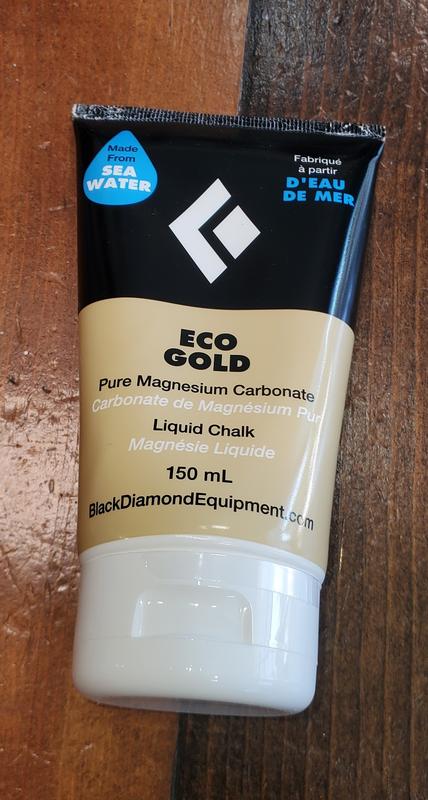 Made
From
SEA
WATER
Fabriqué
à partir
D'EAU
DE MER
ECO
GOLD
Pure Magnesium Carbonate
Carbonate de Magnésium Pur
Liquid Chalk
Magnésie Liquide
150 mL
BlackDiamondEquipment.com